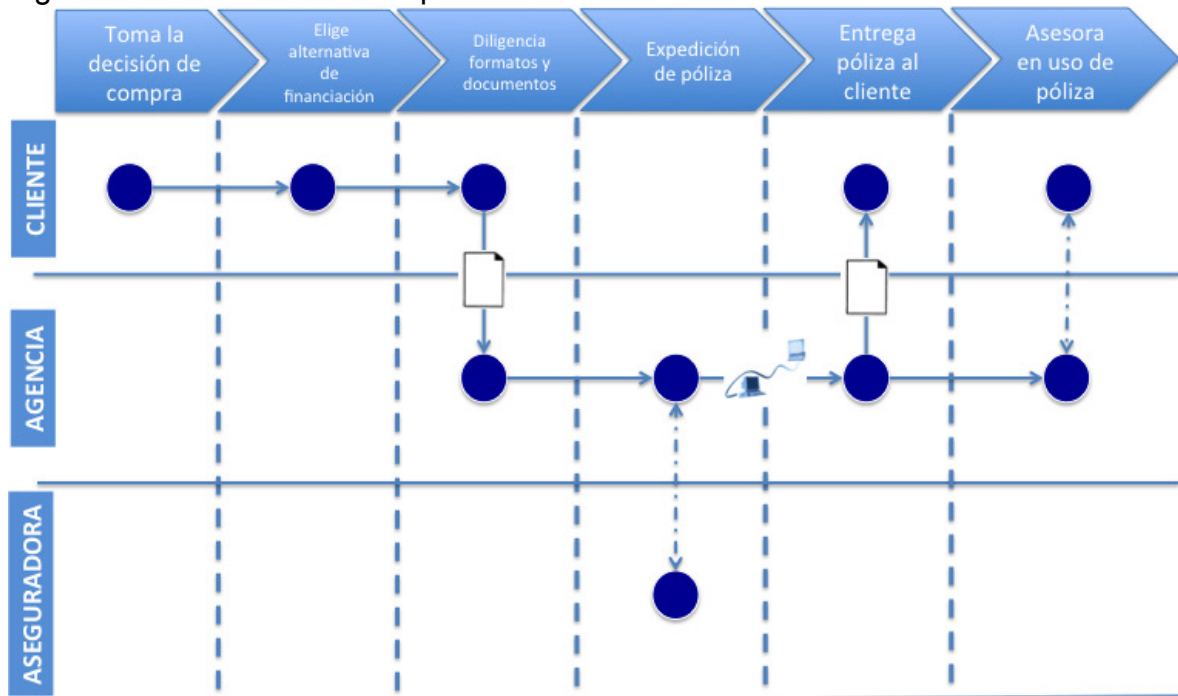 Toma la
decisión de
compra
Elige
alternativa
de
financiación
Diligencia
formatos y
documentos
Expedición
de póliza
Entrega
póliza al
cliente
Asesora
en uso de
póliza
CLIENTE
AGENCIA
ASEGURADORA